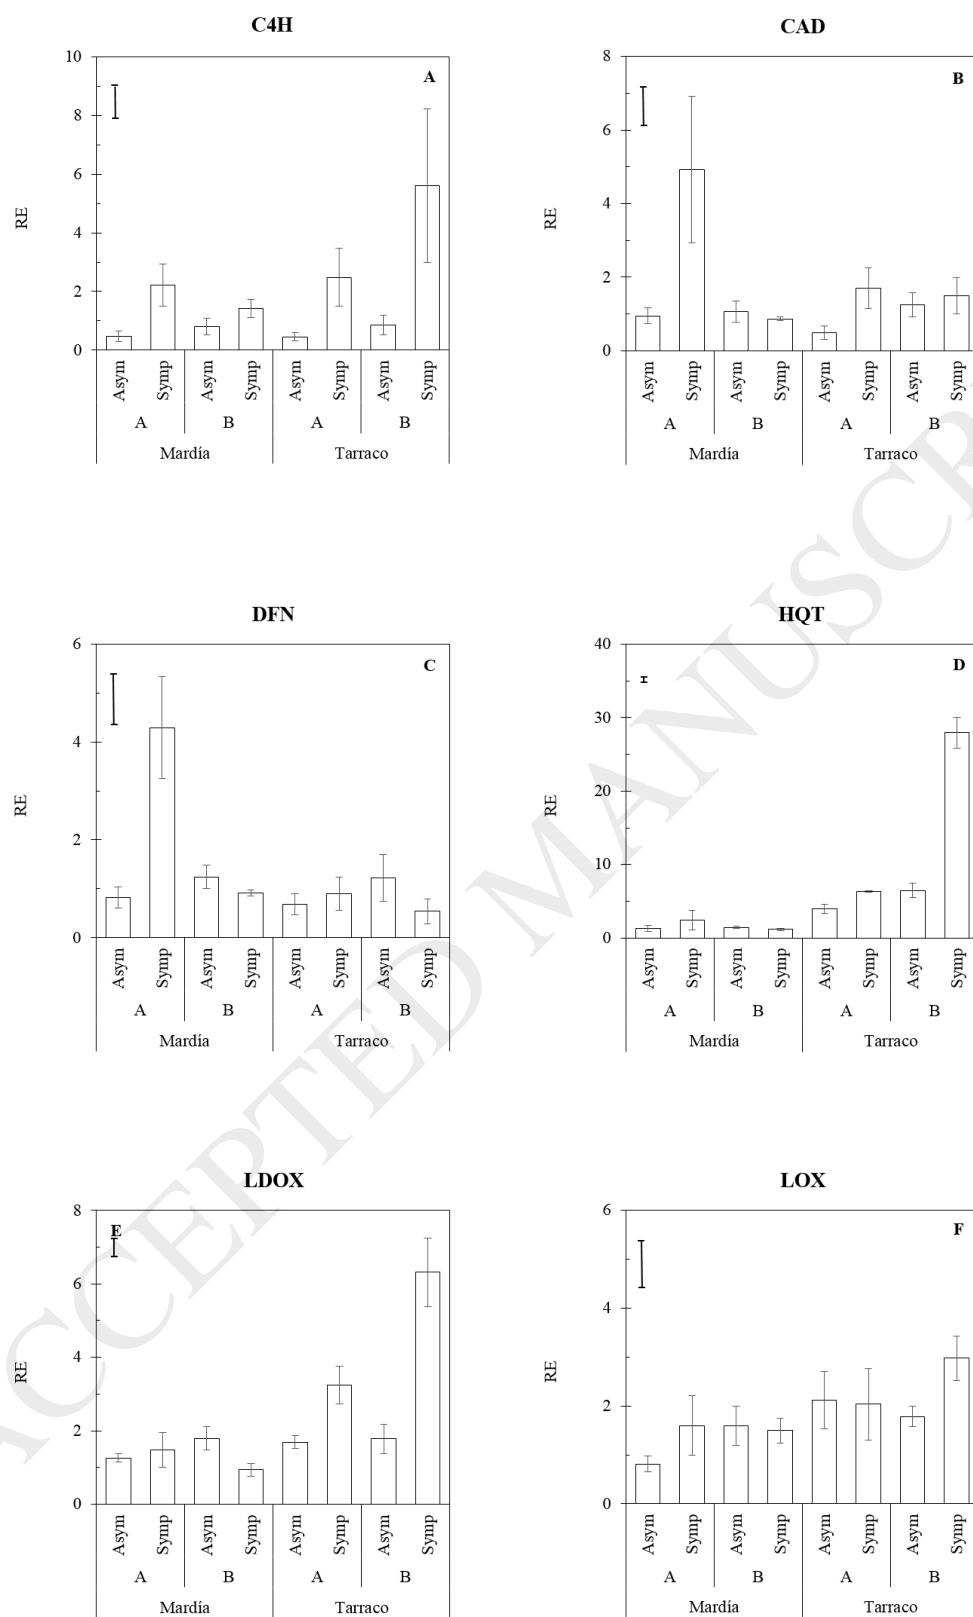 C4H
A
10
8
6
4
2
0
RE
Asym Symp Asym Symp Asym Symp Asym Symp
A B A B
Mardía Tarraco
CAD
B
8
6
4
2
0
RE
Asym Symp Asym Symp Asym Symp Asym Symp
A B A B
Mardía Tarraco
DFN
C
6
4
2
0
RE
Asym Symp Asym Symp Asym Symp Asym Symp
A B A B
Mardía Tarraco
HQT
D
40
30
20
10
0
RE
Asym Symp Asym Symp Asym Symp Asym Symp
A B A B
Mardía Tarraco
LDOX
E
8
6
4
2
0
RE
Asym Symp Asym Symp Asym Symp Asym Symp
A B A B
Mardía Tarraco
LOX
F
6
4
2
0
RE
Asym Symp Asym Symp Asym Symp Asym Symp
A B A B
Mardía Tarraco
ACCEPTED MANUSCR